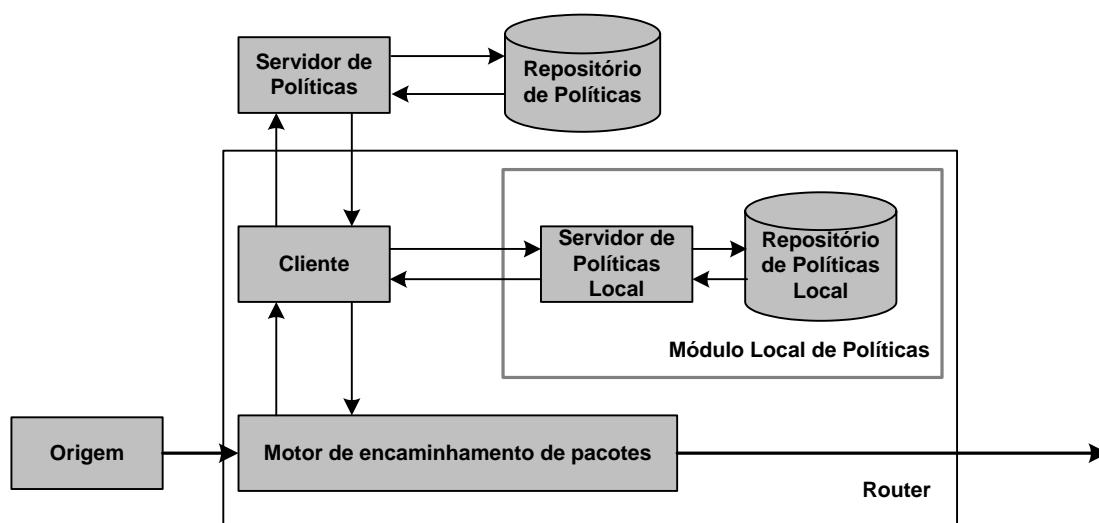 Servidor de
Políticas
Repositório
de Políticas
Cliente
Servidor de
Políticas
Local
Repositório
de Políticas
Local
Módulo Local de Políticas
Origem
Motor de encaminhamento de pacotes
Router